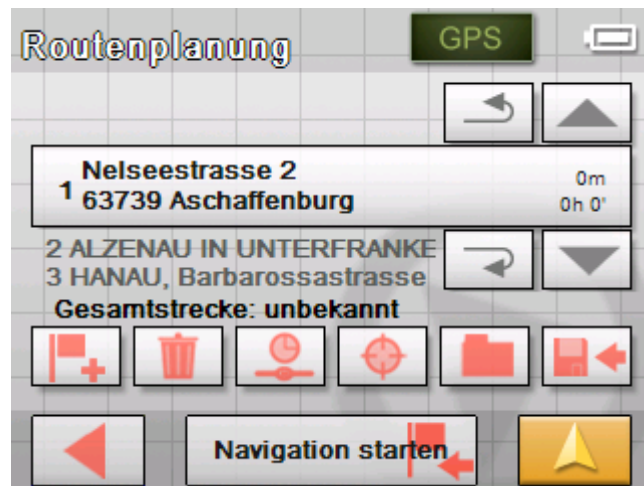 Routenplanung
GPS
1 Nelseestrasse 2
63739 Aschaffenburg
0m
0h 0'
2 ALZENAU IN UNTERFRANKE
3 HANAU, Barbarossastrasse
Gesamtstrecke: unbekannt
Navigation starten